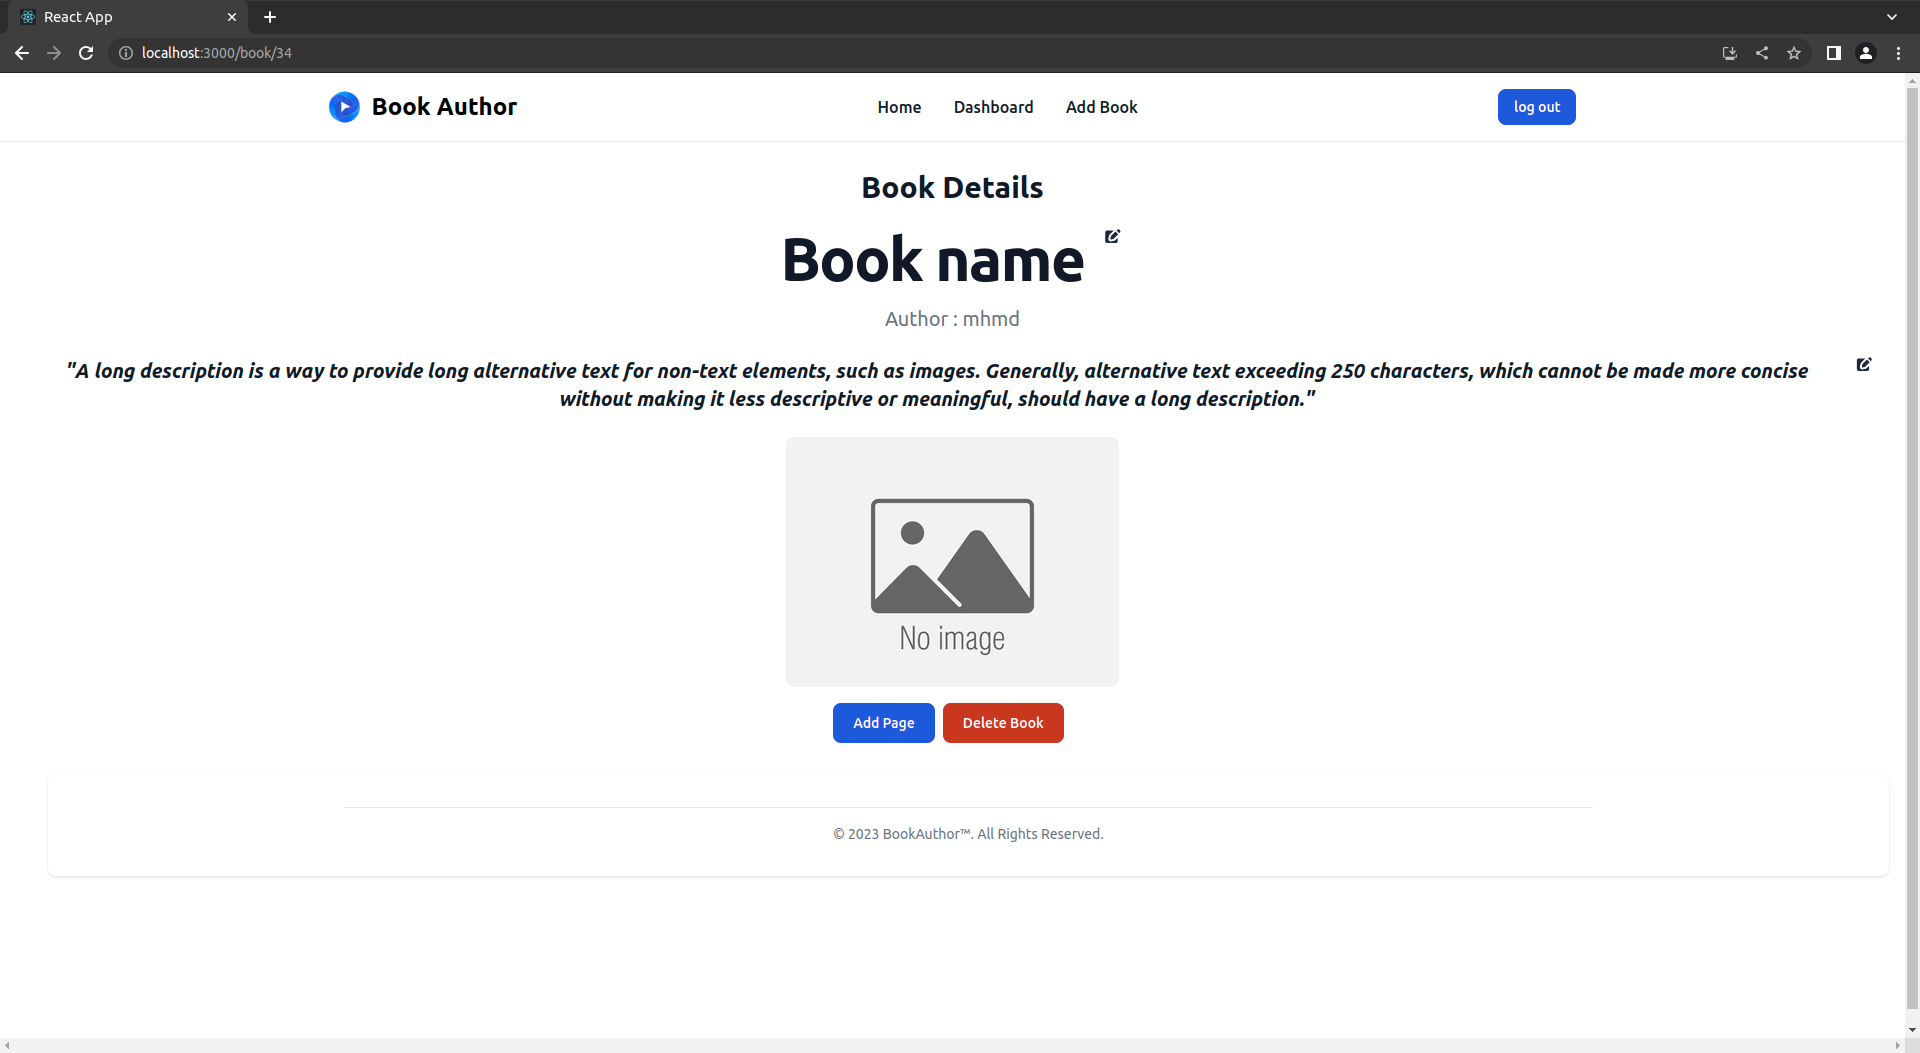 React App
localhost:3000/book/34
Book Author
Home
Dashboard
Add Book
log out
Book Details
Book name
Author : mhmd
"A long description is a way to provide long alternative text for non-text elements, such as images. Generally, alternative text exceeding 250 characters, which cannot be made more concise
without making it less descriptive or meaningful, should have a long description."
No image
Add Page
Delete Book
© 2023 BookAuthor™. All Rights Reserved.